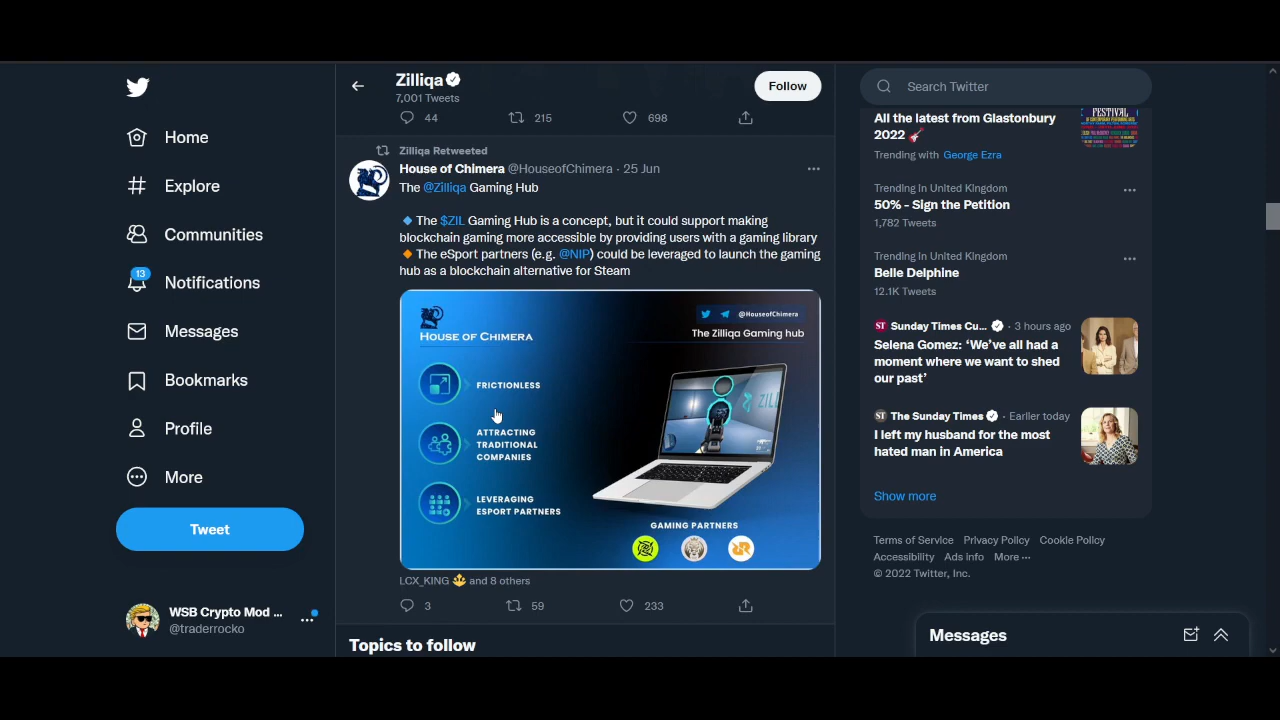 Home
Explore
Communities
13
Notifications
Messages
Bookmarks
Profile
More
Tweet
WSB Crypto Mod ...
@traderrocko
Zilliqa
7,001 Tweets
Follow
44 215 698
Zilliqa Retweeted
House of Chimera @HouseofChimera · 25 Jun
The @Zilliqa Gaming Hub
🔹 The $ZIL Gaming Hub is a concept, but it could support making
blockchain gaming more accessible by providing users with a gaming library
🔸 The eSport partners (e.g. @NIP) could be leveraged to launch the gaming
hub as a blockchain alternative for Steam
HOUSE OF CHIMERA
@HouseofChimera
The Zilliqa Gaming hub
FRICTIONLESS
ATTRACTING
TRADITIONAL
COMPANIES
LEVERAGING
ESPORT PARTNERS
ZILL
GAMING PARTNERS
LCX_KING 🔱 and 8 others
3 59 233
Topics to follow
Search Twitter
All the latest from Glastonbury
2022 🎸
Trending with George Ezra
FESTIVAL
Trending in United Kingdom
50% - Sign the Petition
1,782 Tweets
Trending in United Kingdom
Belle Delphine
12.1K Tweets
ST Sunday Times Cu... · 3 hours ago
Selena Gomez: ‘We’ve all had a
moment where we want to shed
our past’
ST The Sunday Times · Earlier today
I left my husband for the most
hated man in America
Show more
Terms of Service Privacy Policy Cookie Policy
Accessibility Ads info More ···
© 2022 Twitter, Inc.
Messages